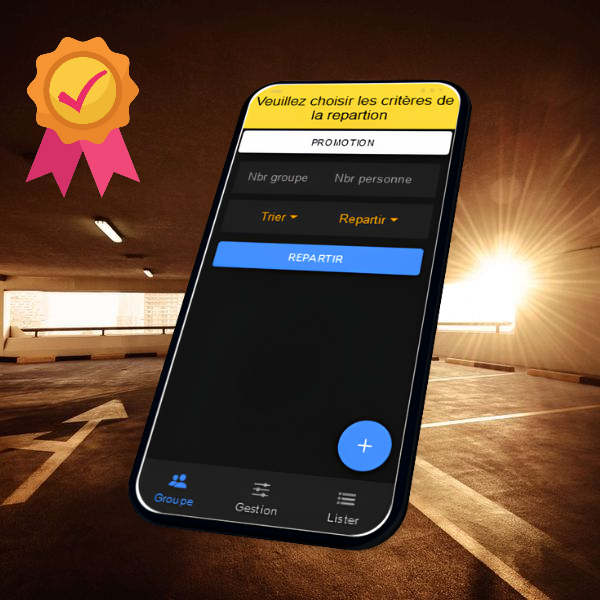 Veuillez choisir les critères de
la repartion
PROMOTION
Nbr groupe Nbr personne
Trier Repartir
REPARTIR
Groupe Gestion Lister